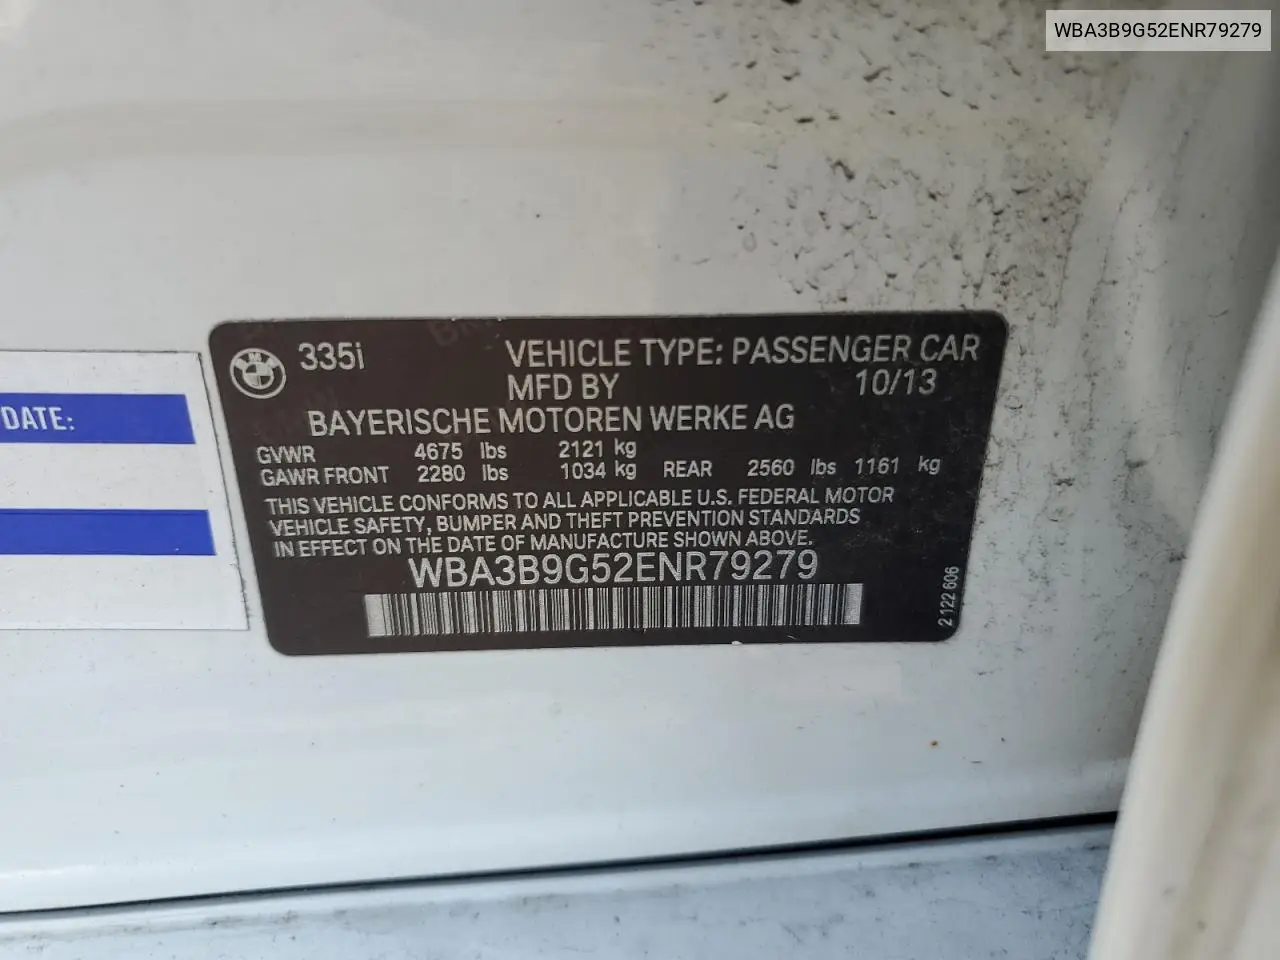 WBA3B9G52ENR79279
335i VEHICLE TYPE: PASSENGER CAR
MFD BY 10/13
BAYERISCHE MOTOREN WERKE AG
GVWR 4675 lbs 2121 kg
GAWR FRONT 2280 lbs 1034 kg REAR 2560 lbs 1161 kg
THIS VEHICLE CONFORMS TO ALL APPLICABLE U.S. FEDERAL MOTOR
VEHICLE SAFETY, BUMPER AND THEFT PREVENTION STANDARDS
IN EFFECT ON THE DATE OF MANUFACTURE SHOWN ABOVE.
WBA3B9G52ENR79279
2 122 606
DATE: